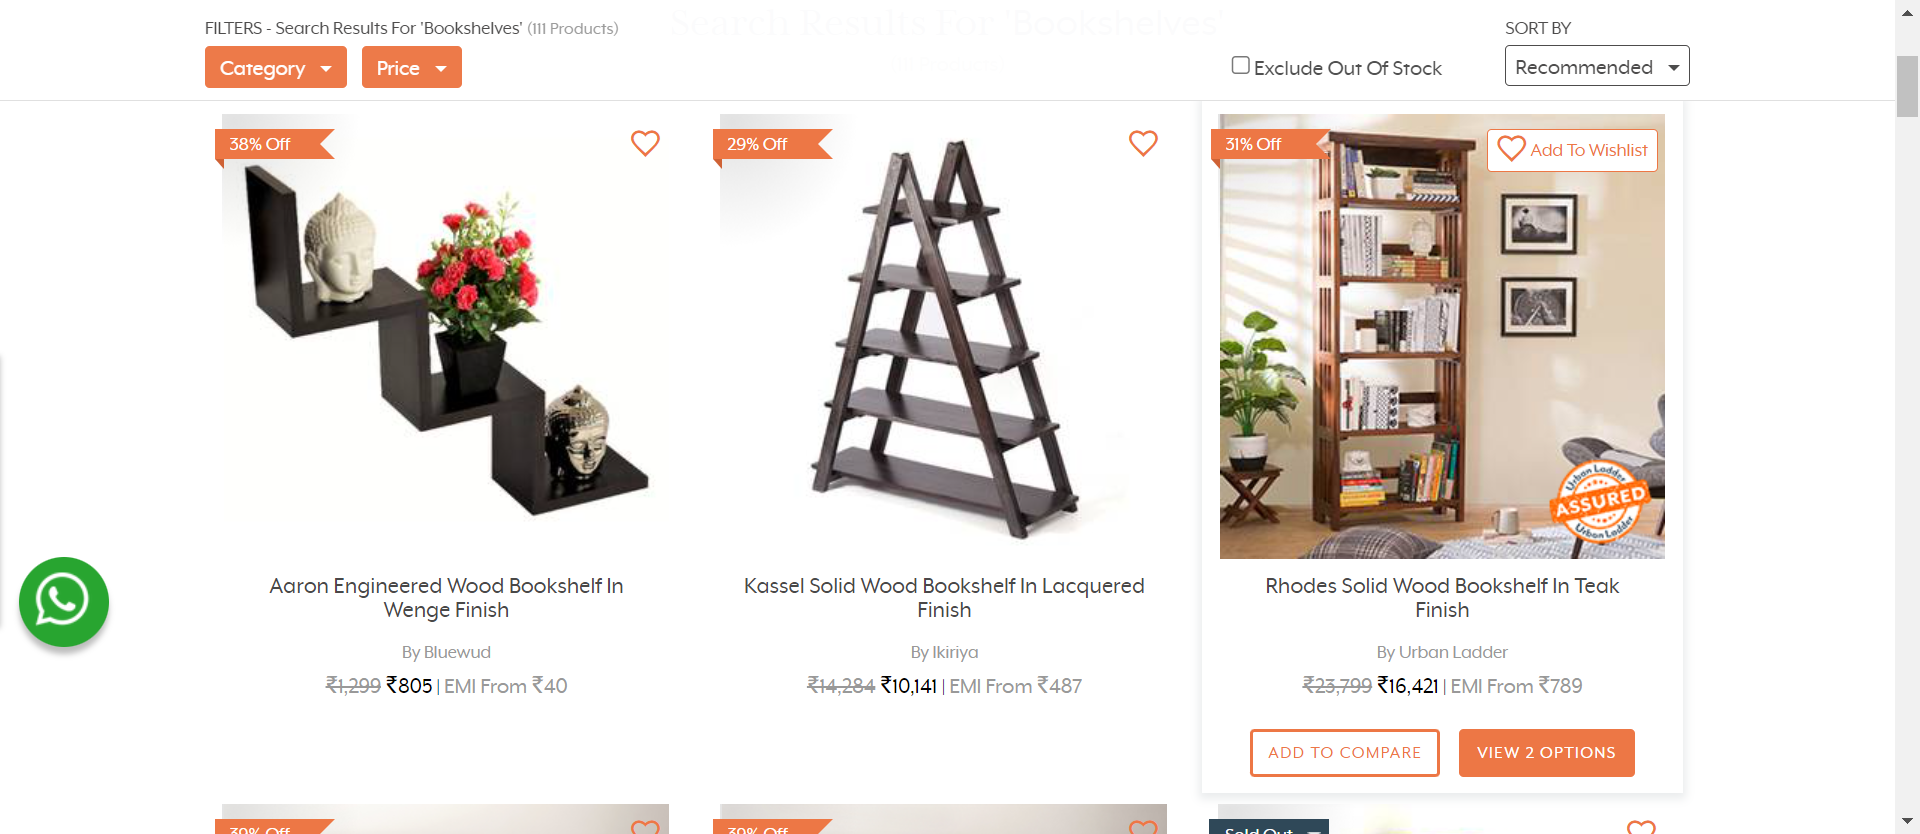 Search Results For 'Bookshelves'
FILTERS - Search Results For 'Bookshelves' (111 Products)
SORT BY
Category
Price
Exclude Out Of Stock
Recommended
38% Off
29% Off
31% Off
Add To Wishlist
Urban Ladder
ASSURED
Urban Ladder
Aaron Engineered Wood Bookshelf In
Wenge Finish
By Bluewud
₹1,299 ₹805 | EMI From ₹40
Kassel Solid Wood Bookshelf In Lacquered
Finish
By Ikiriya
₹14,284 ₹10,141 | EMI From ₹487
Rhodes Solid Wood Bookshelf In Teak
Finish
By Urban Ladder
₹23,799 ₹16,421 | EMI From ₹789
ADD TO COMPARE
VIEW 2 OPTIONS
39% Off
39% Off
Sold Out